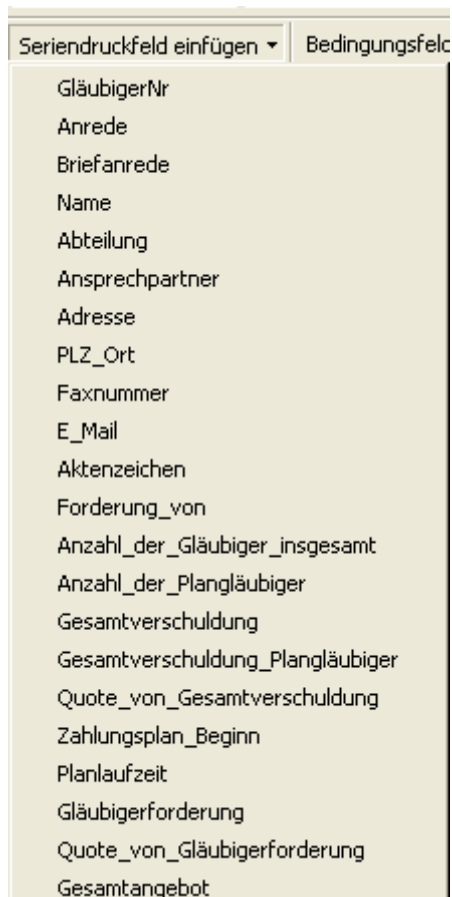 Seriendruckfeld einfügen Bedingungsfeld
GläubigerNr
Anrede
Briefanrede
Name
Abteilung
Ansprechpartner
Adresse
PLZ_Ort
Faxnummer
E_Mail
Aktenzeichen
Forderung_von
Anzahl_der_Gläubiger_insgesamt
Anzahl_der_Plangläubiger
Gesamtverschuldung
Gesamtverschuldung_Plangläubiger
Quote_von_Gesamtverschuldung
Zahlungsplan_Beginn
Planlaufzeit
Gläubigerforderung
Quote_von_Gläubigerforderung
Gesamtangebot